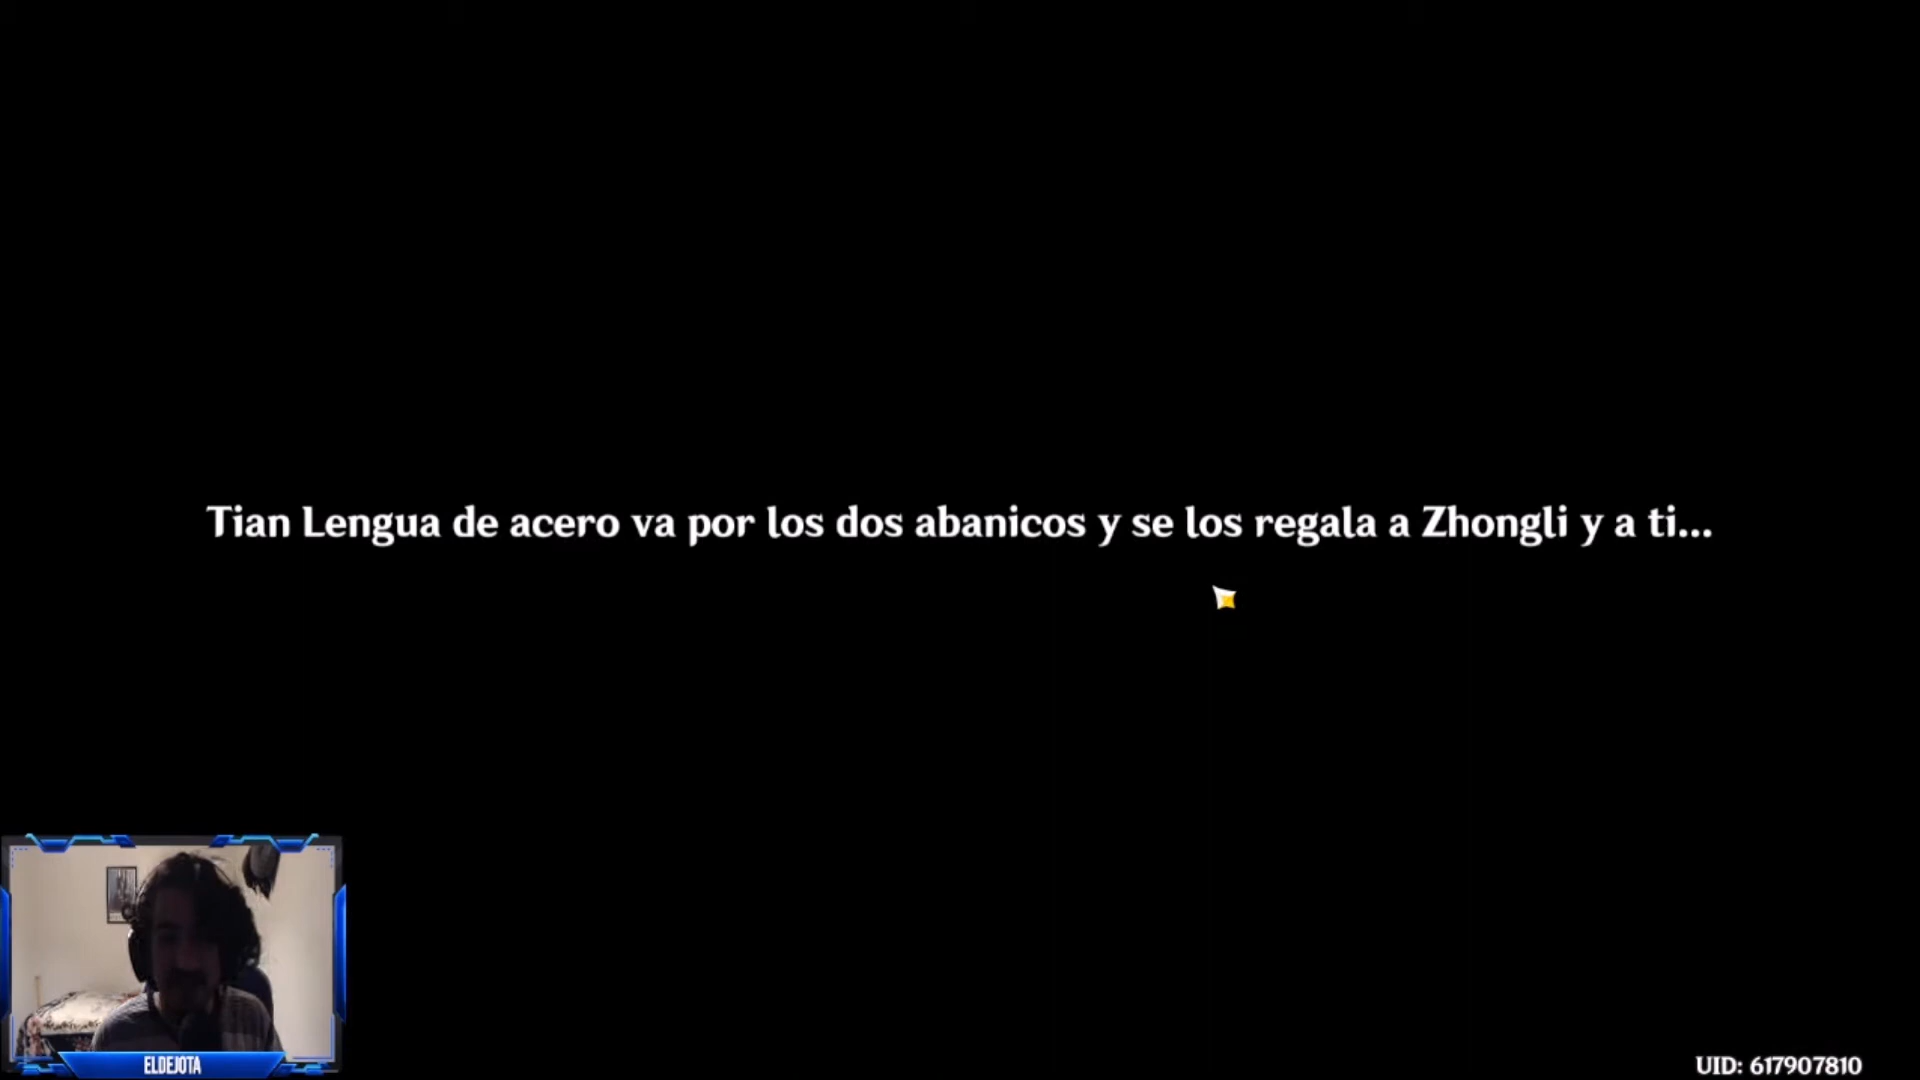 Tian Lengua de acero va por los dos abanicos y se los regala a Zhongli y a ti...
ELDEJOTA
UID: 617907810